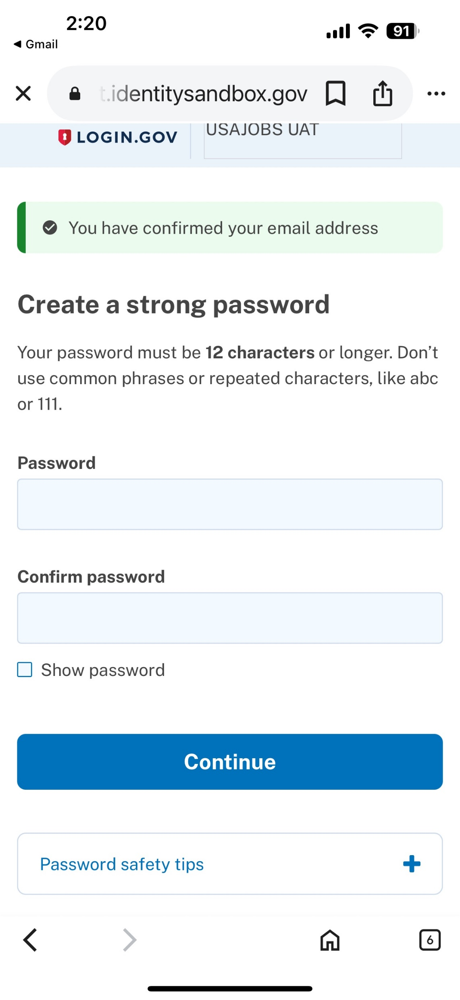 2:20
Gmail
91
t.identitysandbox.gov
LOGIN.GOV
USAJOBS UAT
You have confirmed your email address
Create a strong password
Your password must be 12 characters or longer. Don’t
use common phrases or repeated characters, like abc
or 111.
Password
Confirm password
Show password
Continue
Password safety tips
6